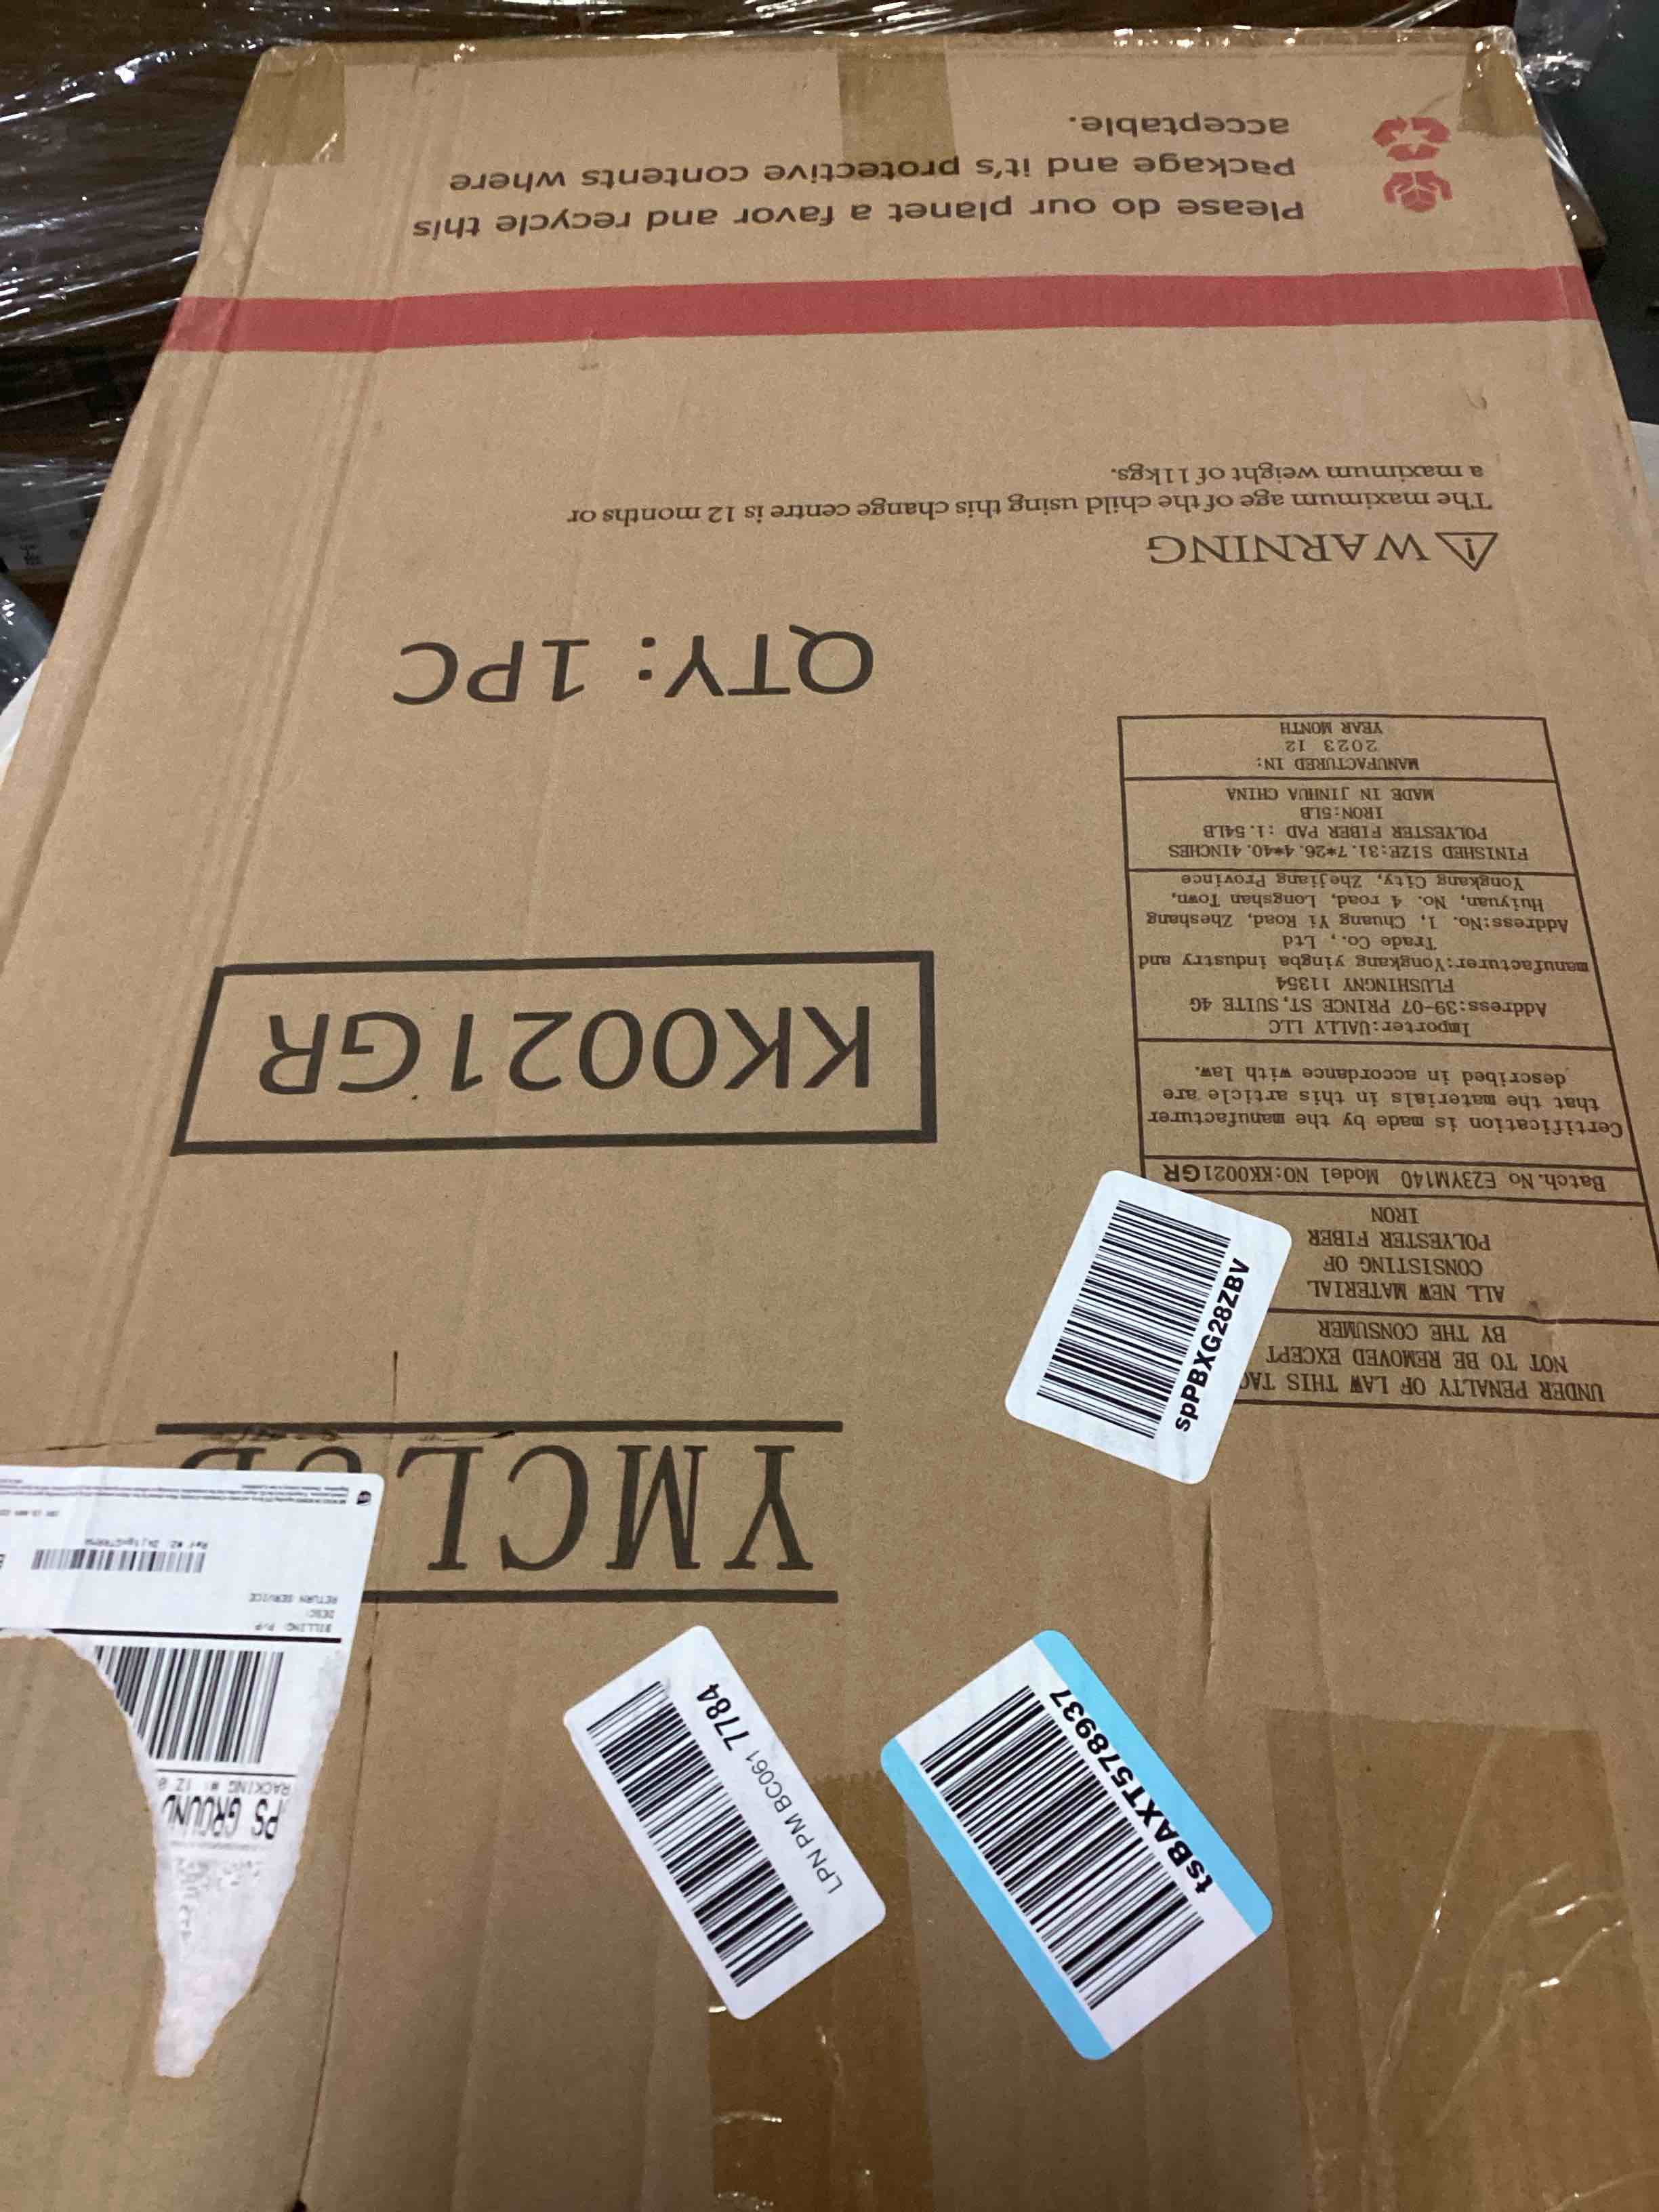 YMCL
KK0021GR
QTY: 1PC
UNDER PENALTY OF LAW THIS TAG
NOT TO BE REMOVED EXCEPT
BY THE CONSUMER
ALL NEW MATERIAL
CONSISTING OF
POLYESTER FIBER
IRON
Batch.No E23YM140 Model NO:KK0021GR
Certification is made by the manufacturer
that the materials in this article are
described in accordance with law.
Importer:UALLY LLC
Address:39-07 PRINCE ST,SUITE 4G
FLUSHINGNY 11354
manufacturer:Yongkang yingba industry and
Trade Co., Ltd
Address:No. 1, Chuang Yi Road, Zheshang
Huiyuan, No. 4 road, Longshan Town,
Yongkang City, Zhejiang Province
FINISHED SIZE:31.7*26.4*40.4INCHES
POLYESTER FIBER PAD :1.54LB
IRON:5LB
MADE IN JINHUA CHINA
MANUFACTURED IN:
2023 12
YEAR MONTH
WARNING
The maximum age of the child using this change centre is 12 months or
a maximum weight of 11kgs.
Please do our planet a favor and recycle this
package and it's protective contents where
acceptable.
spPBXG28ZBV
LPN PM BC061 7784
tsBAXT578937
PS GROUND
RACKING #: 1Z
BILLING: P/P
DESC:
RETURN SERVICE